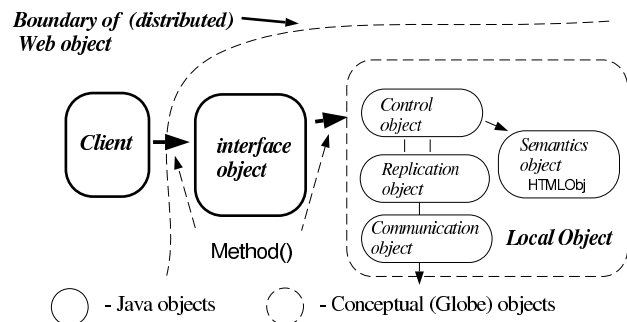 Boundary of (distributed)
Web object
Client
interface
object
Control
object
Replication
object
Communication
object
Semantics
object
HTMLObj
Local Object
Method()
- Java objects
- Conceptual (Globe) objects